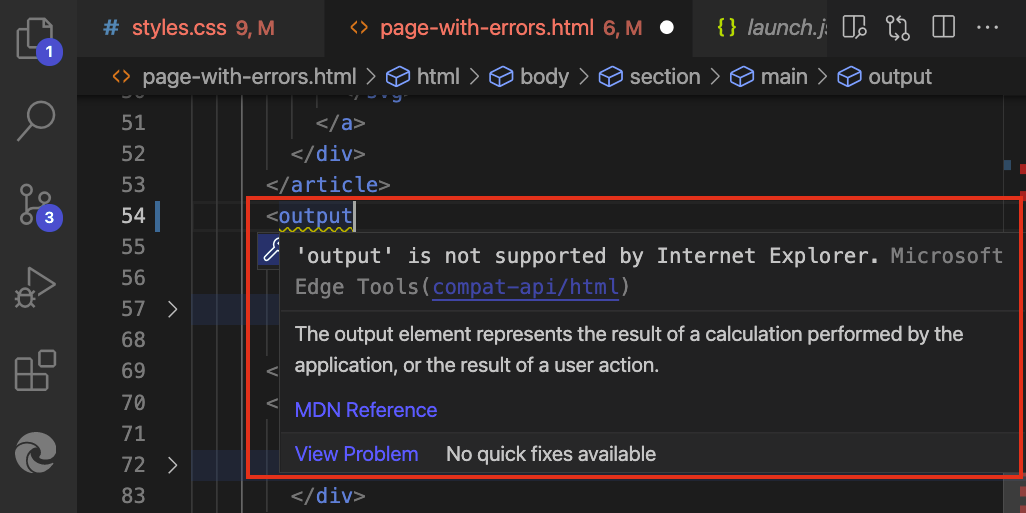 # styles.css 9, M
<> page-with-errors.html 6, M
{} launch.js
<> page-with-errors.html > html > body > section > main > output
1
3
51 </a>
52 </div>
53 </article>
54 <output
55
56
57
68
69 <
70 <
71
72
83 </div>
'output' is not supported by Internet Explorer. Microsoft
Edge Tools(compat-api/html)
The output element represents the result of a calculation performed by the
application, or the result of a user action.
MDN Reference
View Problem No quick fixes available